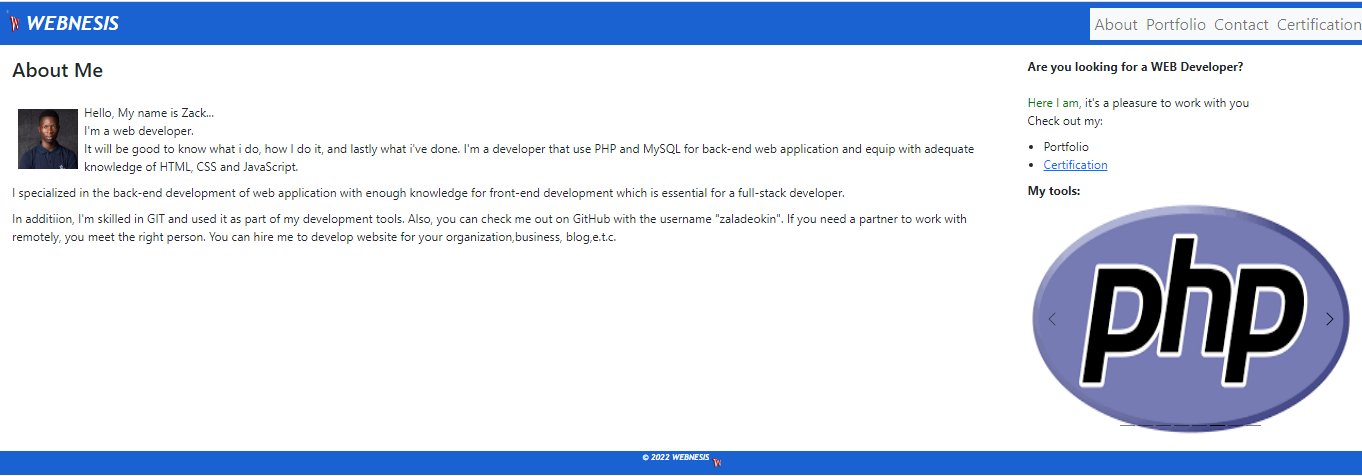 WEBNESIS
About Portfolio Contact Certification
About Me
Hello, My name is Zack...
I'm a web developer.
It will be good to know what i do, how I do it, and lastly what i've done. I'm a developer that use PHP and MySQL for back-end web application and equip with adequate
knowledge of HTML, CSS and JavaScript.
I specialized in the back-end development of web application with enough knowledge for front-end development which is essential for a full-stack developer.
In additiion, I'm skilled in GIT and used it as part of my development tools. Also, you can check me out on GitHub with the username "zaladeokin". If you need a partner to work with
remotely, you meet the right person. You can hire me to develop website for your organization,business, blog,e.t.c.
Are you looking for a WEB Developer?
Here I am, it's a pleasure to work with you
Check out my:
Portfolio
Certification
My tools:
php
© 2022 WEBNESIS